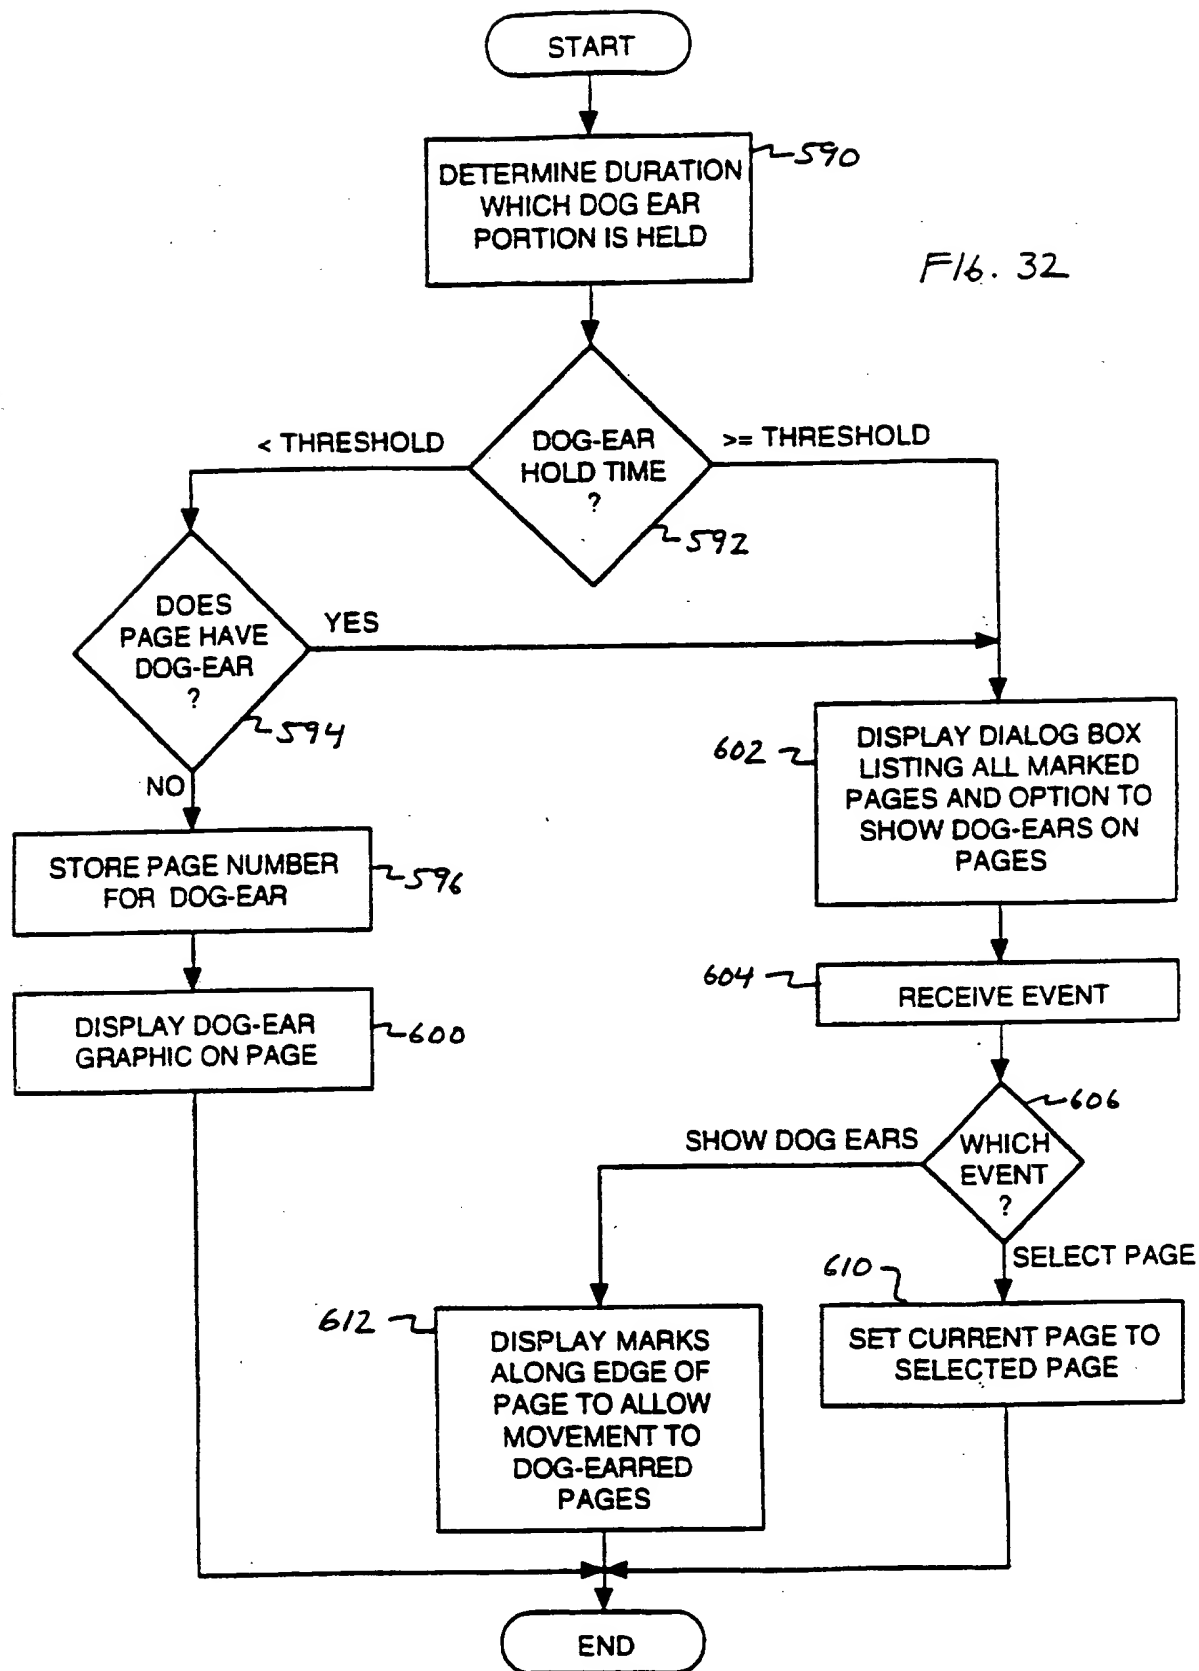 START
DETERMINE DURATION
WHICH DOG EAR
PORTION IS HELD
590
FIG. 32
< THRESHOLD
DOG-EAR
HOLD TIME
?
>= THRESHOLD
592
DOES
PAGE HAVE
DOG-EAR
?
YES
594
NO
602
DISPLAY DIALOG BOX
LISTING ALL MARKED
PAGES AND OPTION TO
SHOW DOG-EARS ON
PAGES
STORE PAGE NUMBER
FOR DOG-EAR
596
604
RECEIVE EVENT
DISPLAY DOG-EAR
GRAPHIC ON PAGE
600
606
SHOW DOG EARS
WHICH
EVENT
?
SELECT PAGE
610
612
DISPLAY MARKS
ALONG EDGE OF
PAGE TO ALLOW
MOVEMENT TO
DOG-EARRED
PAGES
SET CURRENT PAGE TO
SELECTED PAGE
END